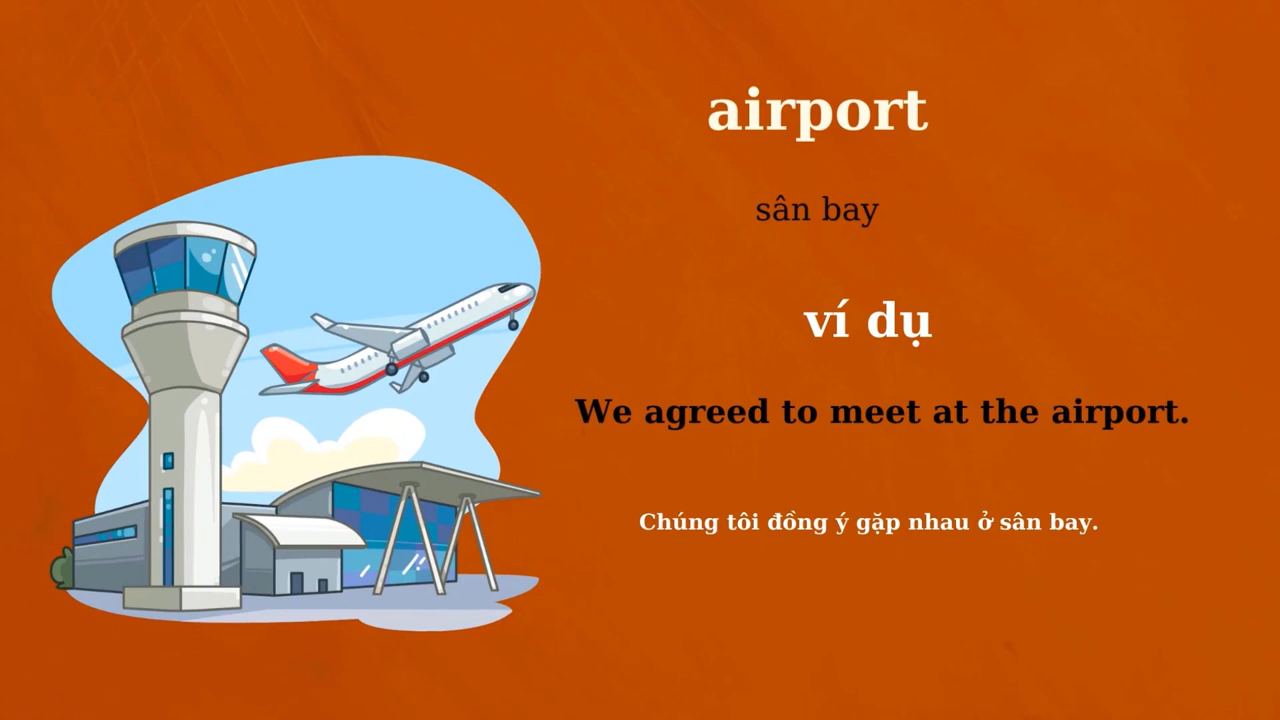 airport
sân bay
ví dụ
We agreed to meet at the airport.
Chúng tôi đồng ý gặp nhau ở sân bay.